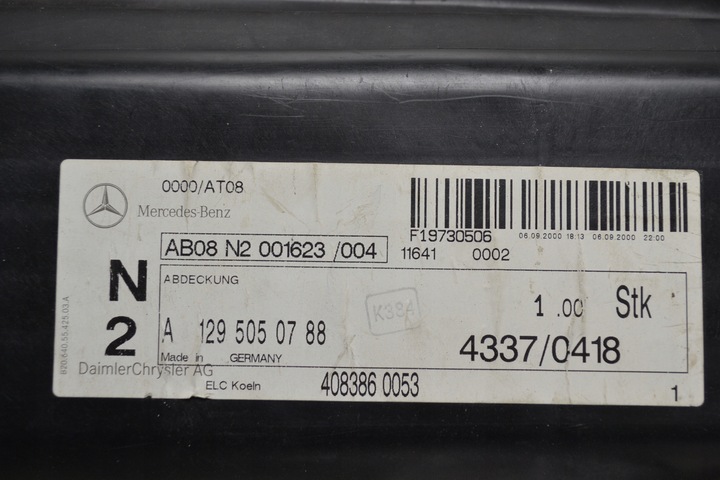 0000/AT08
Mercedes-Benz
F19730506 06.09.2000 18:13 06.09.2000 22:00
AB08 N2 001623 /004 11641 0002
N
2
ABDECKUNG
K38A
1 .00 Stk
A 129 505 07 88
4337/0418
Made in GERMANY
DaimlerChrysler AG
ELC Koeln 408386 0053 1